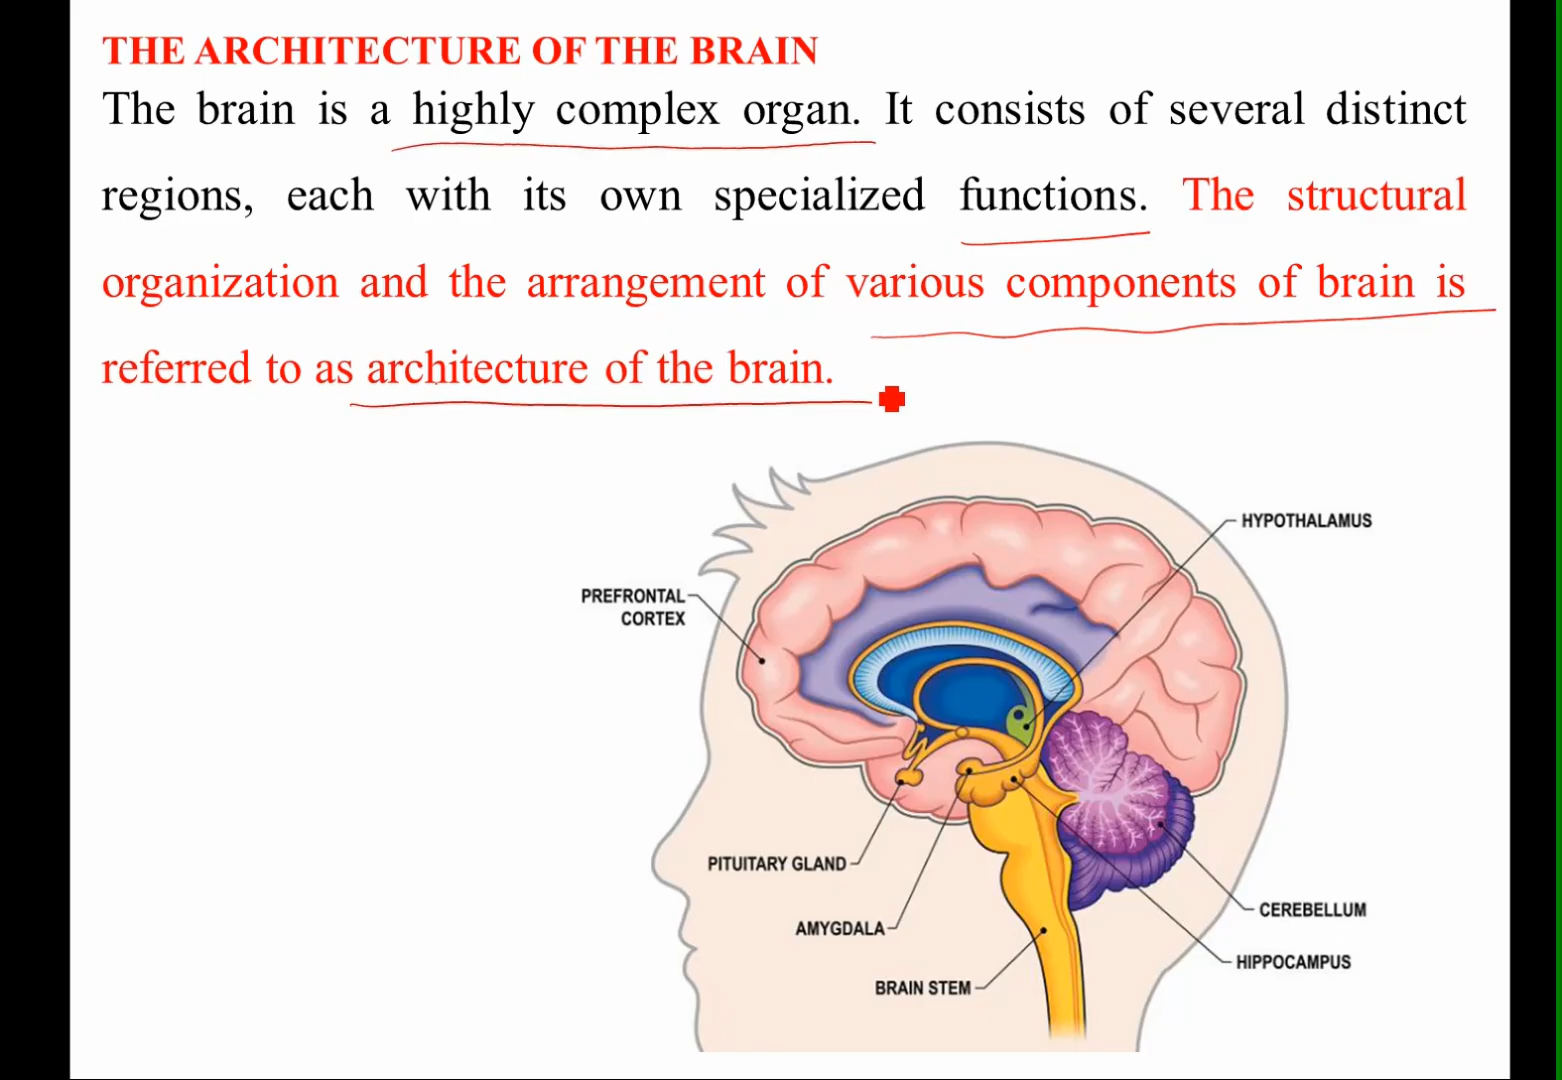 THE ARCHITECTURE OF THE BRAIN
The brain is a highly complex organ. It consists of several distinct
regions, each with its own specialized functions. The structural
organization and the arrangement of various components of brain is
referred to as architecture of the brain.
HYPOTHALAMUS
PREFRONTAL
CORTEX
PITUITARY GLAND
AMYGDALA
CEREBELLUM
HIPPOCAMPUS
BRAIN STEM